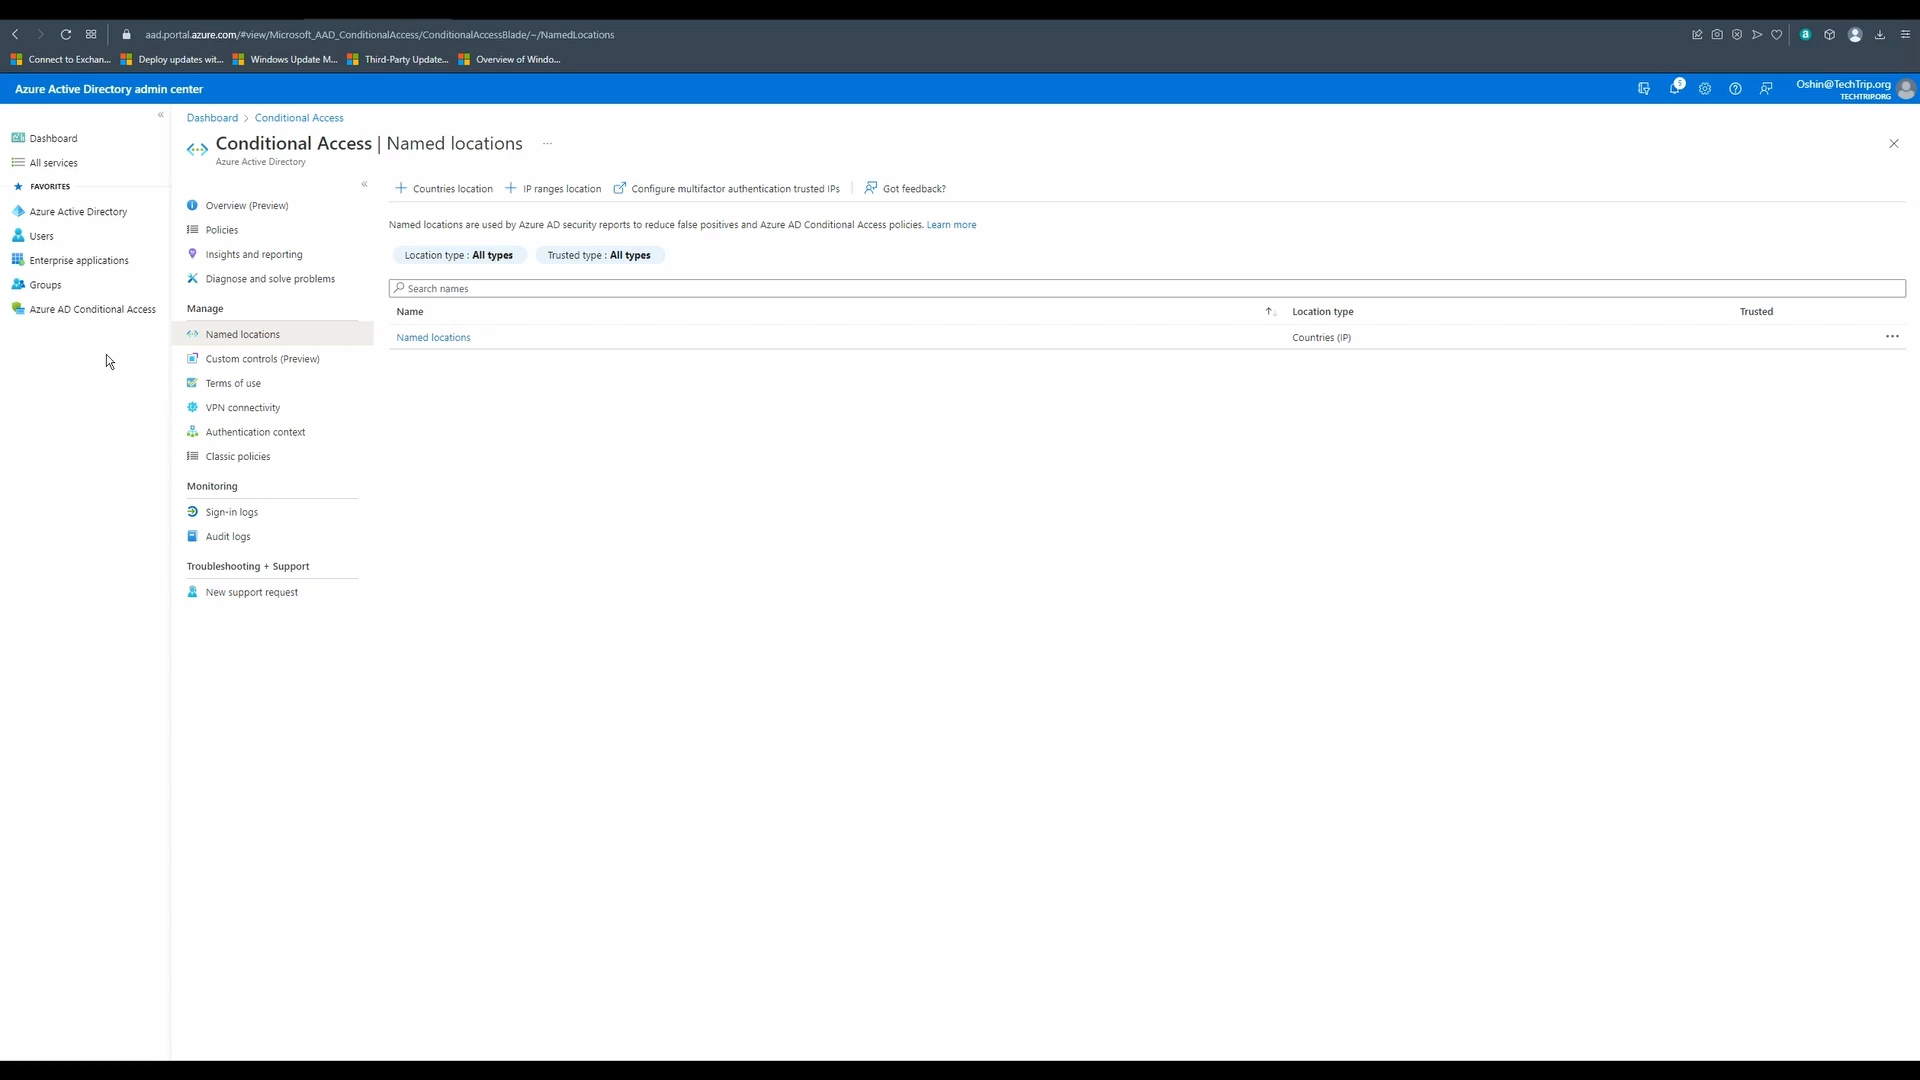 aad.portal.azure.com/#view/Microsoft_AAD_ConditionalAccess/ConditionalAccessBlade/~/NamedLocations
Connect to Exchan... Deploy updates wit... Windows Update M... Third-Party Update... Overview of Windo...
Azure Active Directory admin center
5
Oshin@TechTrip.org
TECHTRIP.ORG
Dashboard
All services
FAVORITES
Azure Active Directory
Users
Enterprise applications
Groups
Azure AD Conditional Access
Dashboard > Conditional Access
Conditional Access | Named locations ...
Azure Active Directory
Overview (Preview)
Policies
Insights and reporting
Diagnose and solve problems
Manage
Named locations
Custom controls (Preview)
Terms of use
VPN connectivity
Authentication context
Classic policies
Monitoring
Sign-in logs
Audit logs
Troubleshooting + Support
New support request
Countries location IP ranges location Configure multifactor authentication trusted IPs Got feedback?
Named locations are used by Azure AD security reports to reduce false positives and Azure AD Conditional Access policies. Learn more
Location type : All types Trusted type : All types
Search names
Name Location type Trusted
Named locations Countries (IP) ...